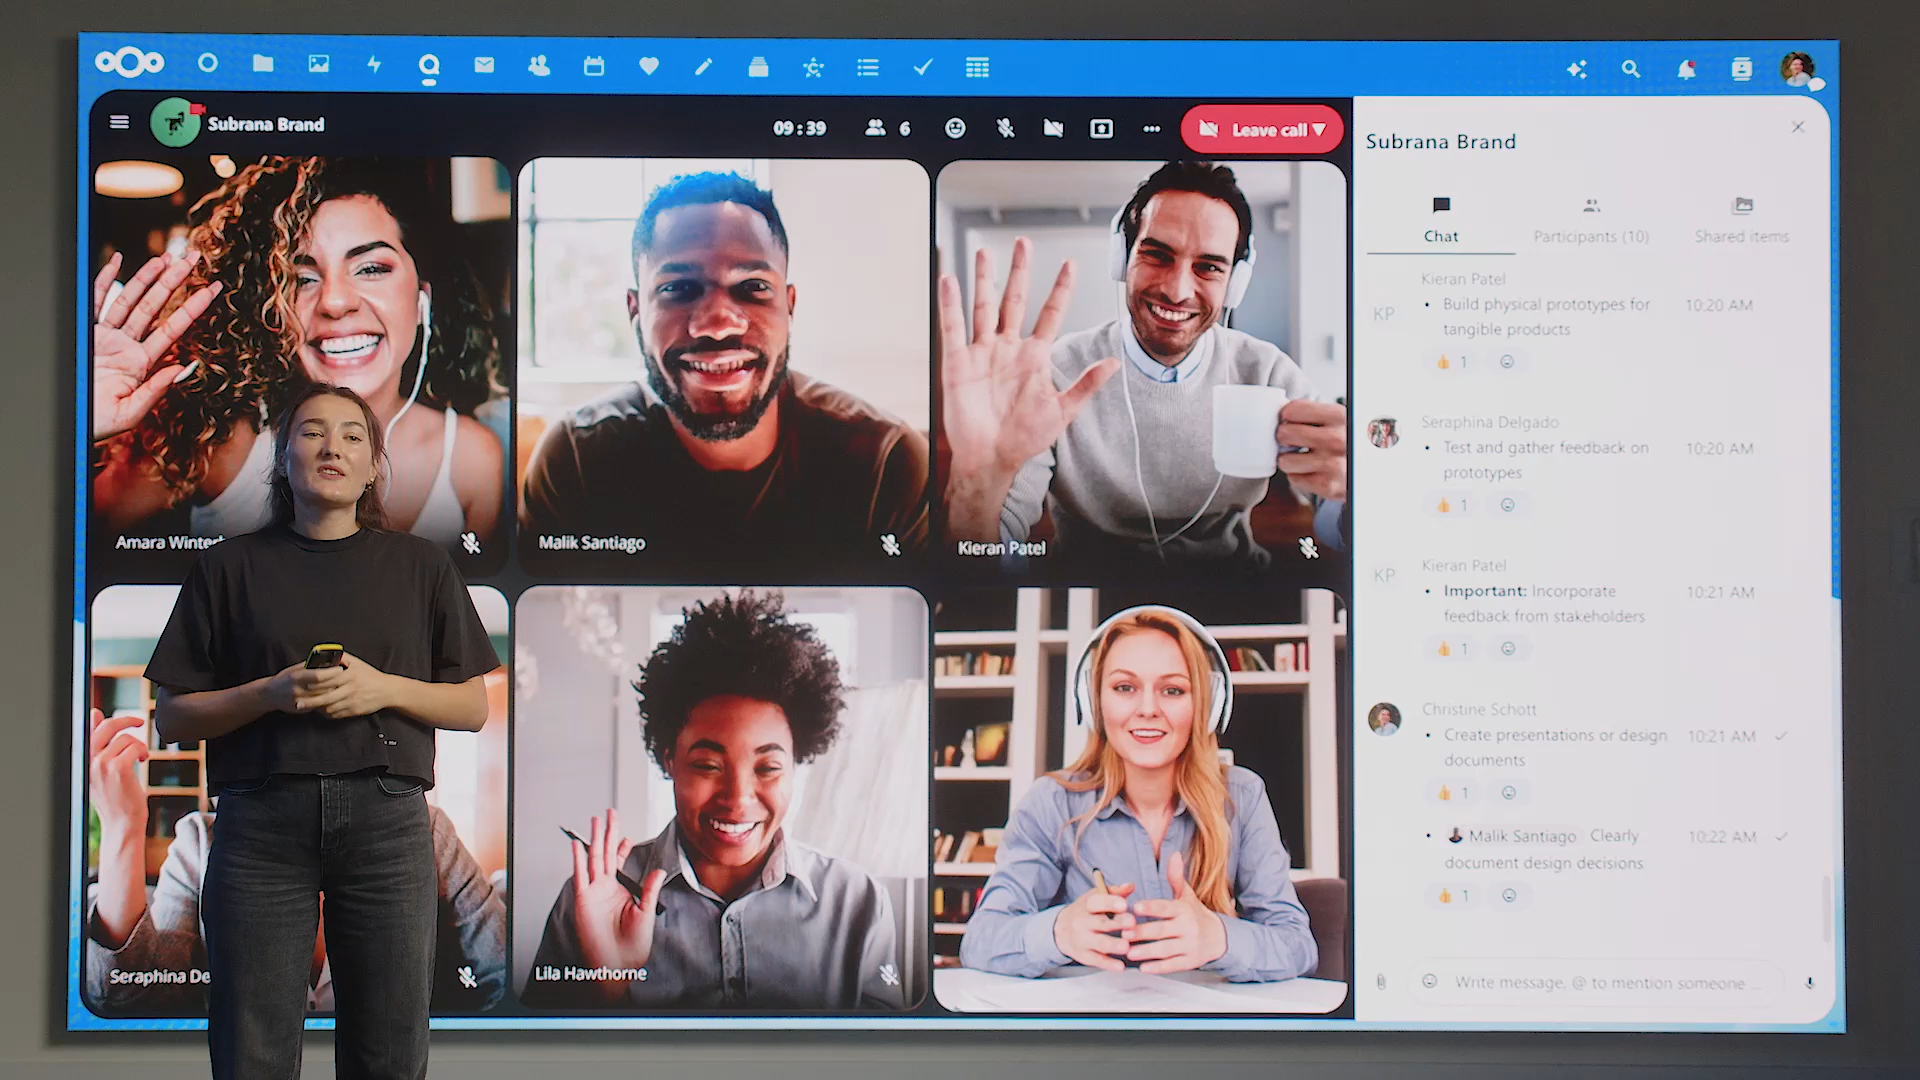 Subrana Brand
09:39
6
Leave call
Amara Winter
Malik Santiago
Kieran Patel
Seraphina De
Lila Hawthorne
Subrana Brand
Chat
Participants (10)
Shared items
Kieran Patel
KP
• Build physical prototypes for
tangible products
10:20 AM
1
Seraphina Delgado
• Test and gather feedback on
prototypes
10:20 AM
1
Kieran Patel
KP
• Important: Incorporate
feedback from stakeholders
10:21 AM
1
Christine Schott
• Create presentations or design
documents
10:21 AM
1
• Malik Santiago Clearly
document design decisions
10:22 AM
1
Write message, @ to mention someone ...